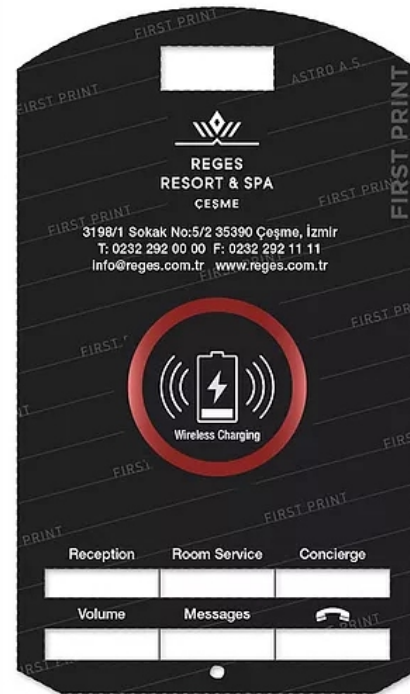 FIRST PRINT
ASTRO A.S.
FIRST PRINT
FIRST PRINT
REGES
RESORT & SPA
ÇEŞME
FIRST PRINT
FIRST PRINT
3198/1 Sokak No:5/2 35390 Çeşme, İzmir
T: 0232 292 00 00 F: 0232 292 11 11
info@reges.com.tr www.reges.com.tr
FIRST
Wireless Charging
FIRST
FIRST PRINT
Reception Room Service Concierge
Volume Messages